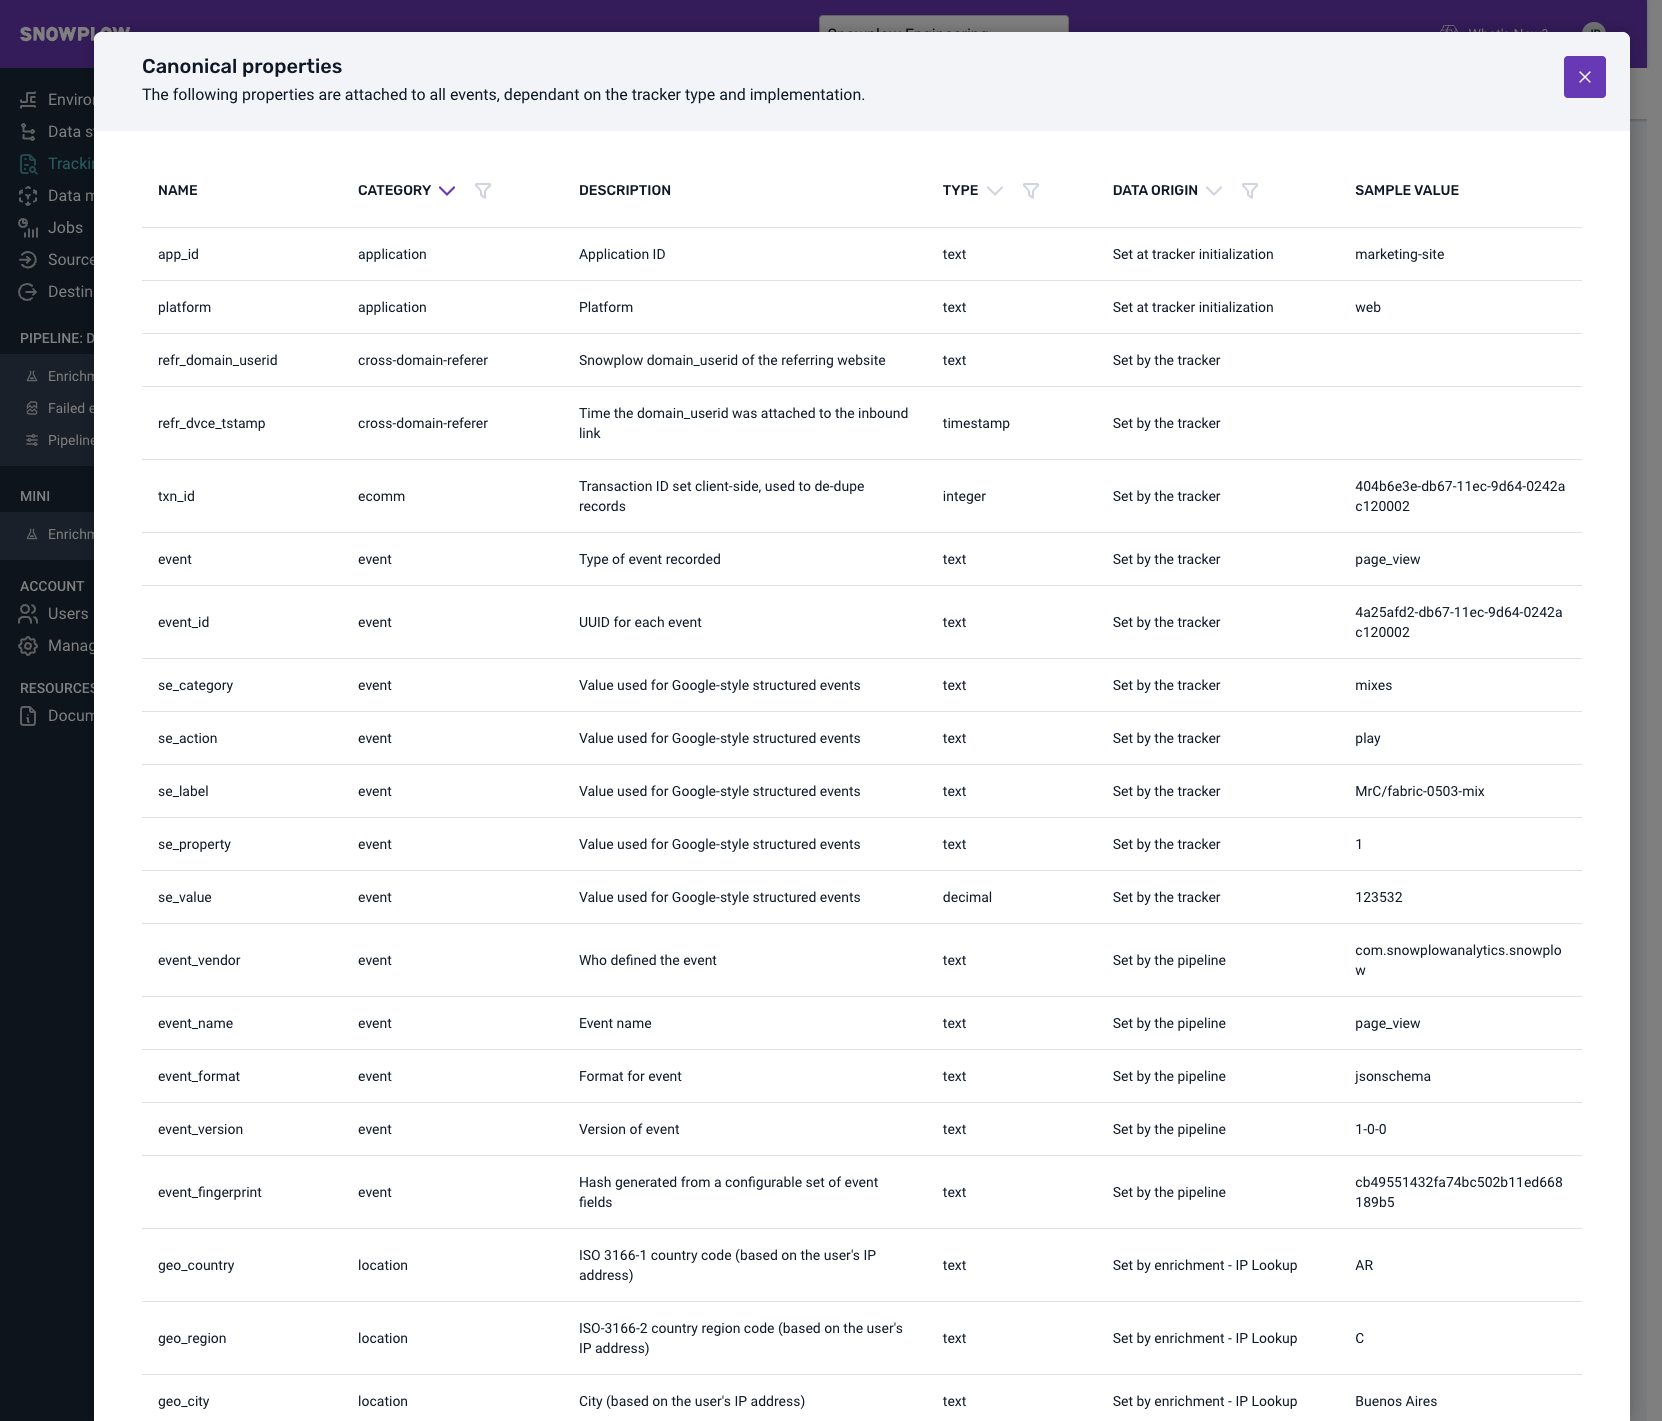 SNOWPLOW
Snowplow Engineering
What's New?
Canonical properties
The following properties are attached to all events, dependant on the tracker type and implementation.
Jobs
PIPELINE: D
MINI
ACCOUNT
Users
RESOURCES
NAME CATEGORY DESCRIPTION TYPE DATA ORIGIN SAMPLE VALUE
app_id application Application ID text Set at tracker initialization marketing-site
platform application Platform text Set at tracker initialization web
refr_domain_userid cross-domain-referer Snowplow domain_userid of the referring website text Set by the tracker
refr_dvce_tstamp cross-domain-referer Time the domain_userid was attached to the inbound
link timestamp Set by the tracker
txn_id ecomm Transaction ID set client-side, used to de-dupe
records integer Set by the tracker 404b6e3e-db67-11ec-9d64-0242a
c120002
event event Type of event recorded text Set by the tracker page_view
event_id event UUID for each event text Set by the tracker 4a25afd2-db67-11ec-9d64-0242a
c120002
se_category event Value used for Google-style structured events text Set by the tracker mixes
se_action event Value used for Google-style structured events text Set by the tracker play
se_label event Value used for Google-style structured events text Set by the tracker MrC/fabric-0503-mix
se_property event Value used for Google-style structured events text Set by the tracker 1
se_value event Value used for Google-style structured events decimal Set by the tracker 123532
event_vendor event Who defined the event text Set by the pipeline com.snowplowanalytics.snowplo
w
event_name event Event name text Set by the pipeline page_view
event_format event Format for event text Set by the pipeline jsonschema
event_version event Version of event text Set by the pipeline 1-0-0
event_fingerprint event Hash generated from a configurable set of event
fields text Set by the pipeline cb49551432fa74bc502b11ed668
189b5
geo_country location ISO 3166-1 country code (based on the user's IP
address) text Set by enrichment - IP Lookup AR
geo_region location ISO-3166-2 country region code (based on the user's
IP address) text Set by enrichment - IP Lookup C
geo_city location City (based on the user's IP address) text Set by enrichment - IP Lookup Buenos Aires